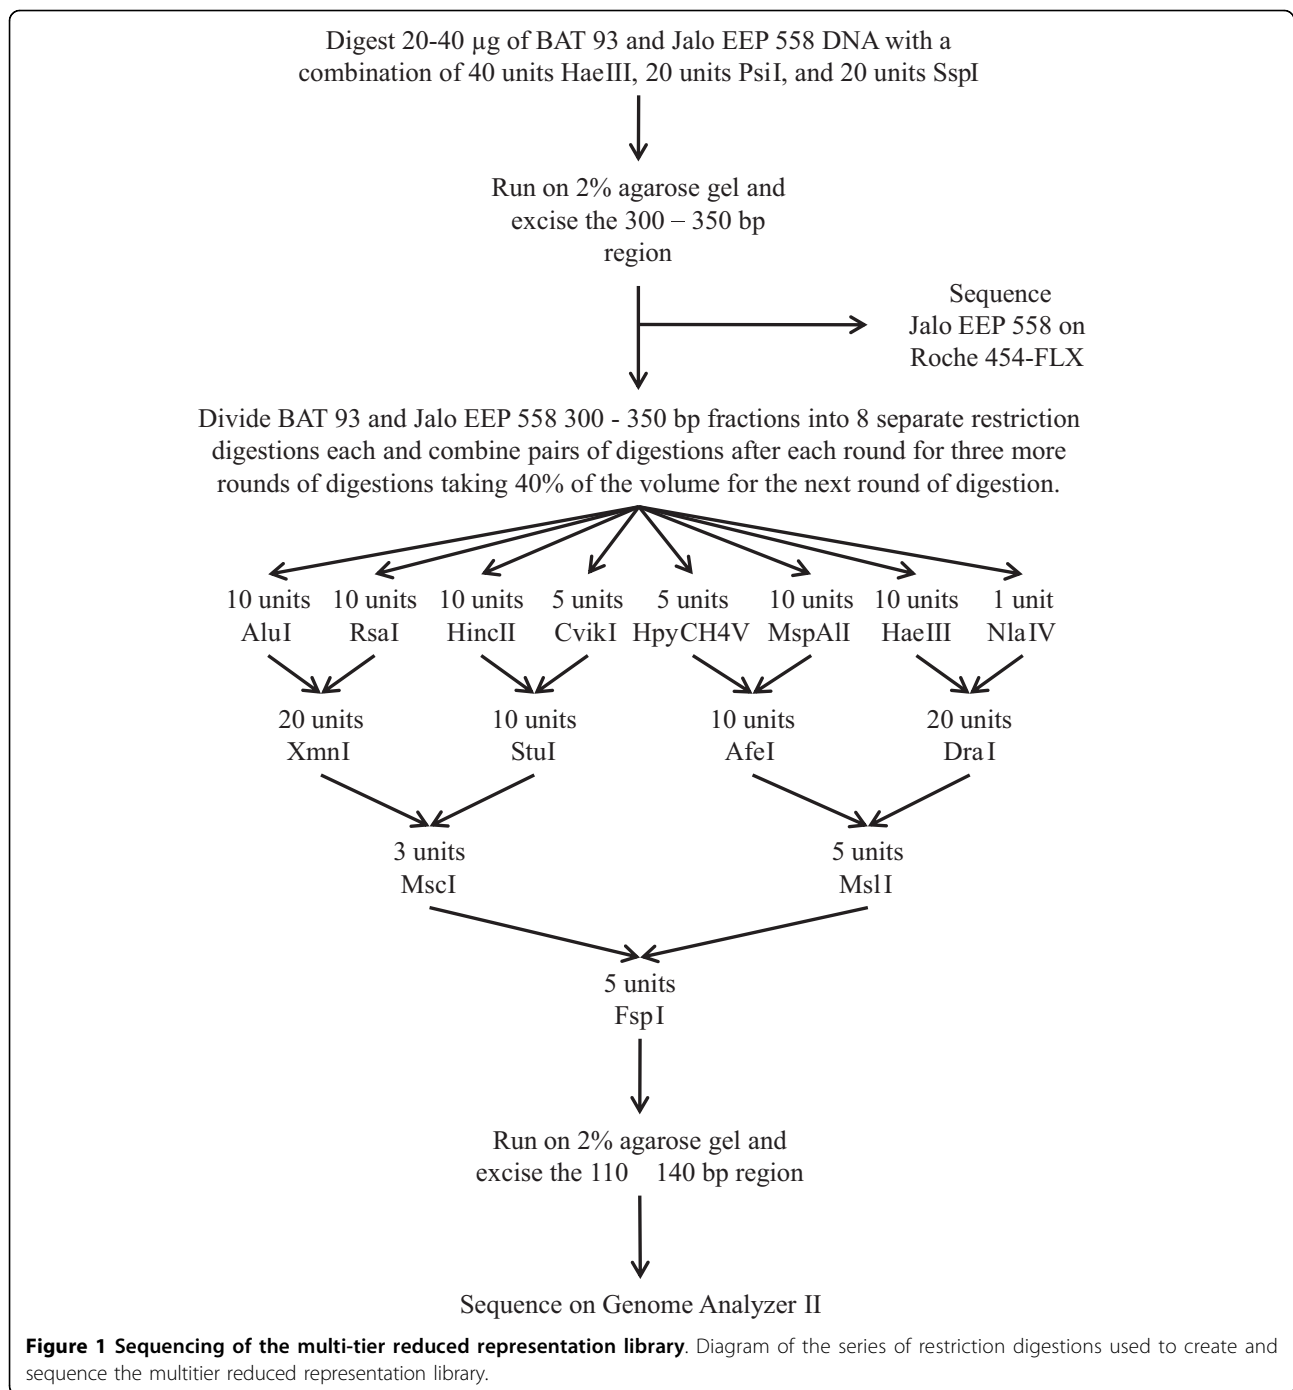 Digest 20-40 µg of BAT 93 and Jalo EEP 558 DNA with a
combination of 40 units HaeIII, 20 units PsiI, and 20 units SspI
Run on 2% agarose gel and
excise the 300 – 350 bp
region
Sequence
Jalo EEP 558 on
Roche 454-FLX
Divide BAT 93 and Jalo EEP 558 300 - 350 bp fractions into 8 separate restriction
digestions each and combine pairs of digestions after each round for three more
rounds of digestions taking 40% of the volume for the next round of digestion.
10 units 10 units 10 units 5 units 5 units 10 units 10 units 1 unit
AluI RsaI HincII CvikI HpyCH4V MspAlI HaeIII NlaIV
20 units 10 units 10 units 20 units
XmnI StuI AfeI DraI
3 units 5 units
MscI MslI
5 units
FspI
Run on 2% agarose gel and
excise the 110 140 bp region
Sequence on Genome Analyzer II
Figure 1 Sequencing of the multi-tier reduced representation library. Diagram of the series of restriction digestions used to create and
sequence the multitier reduced representation library.